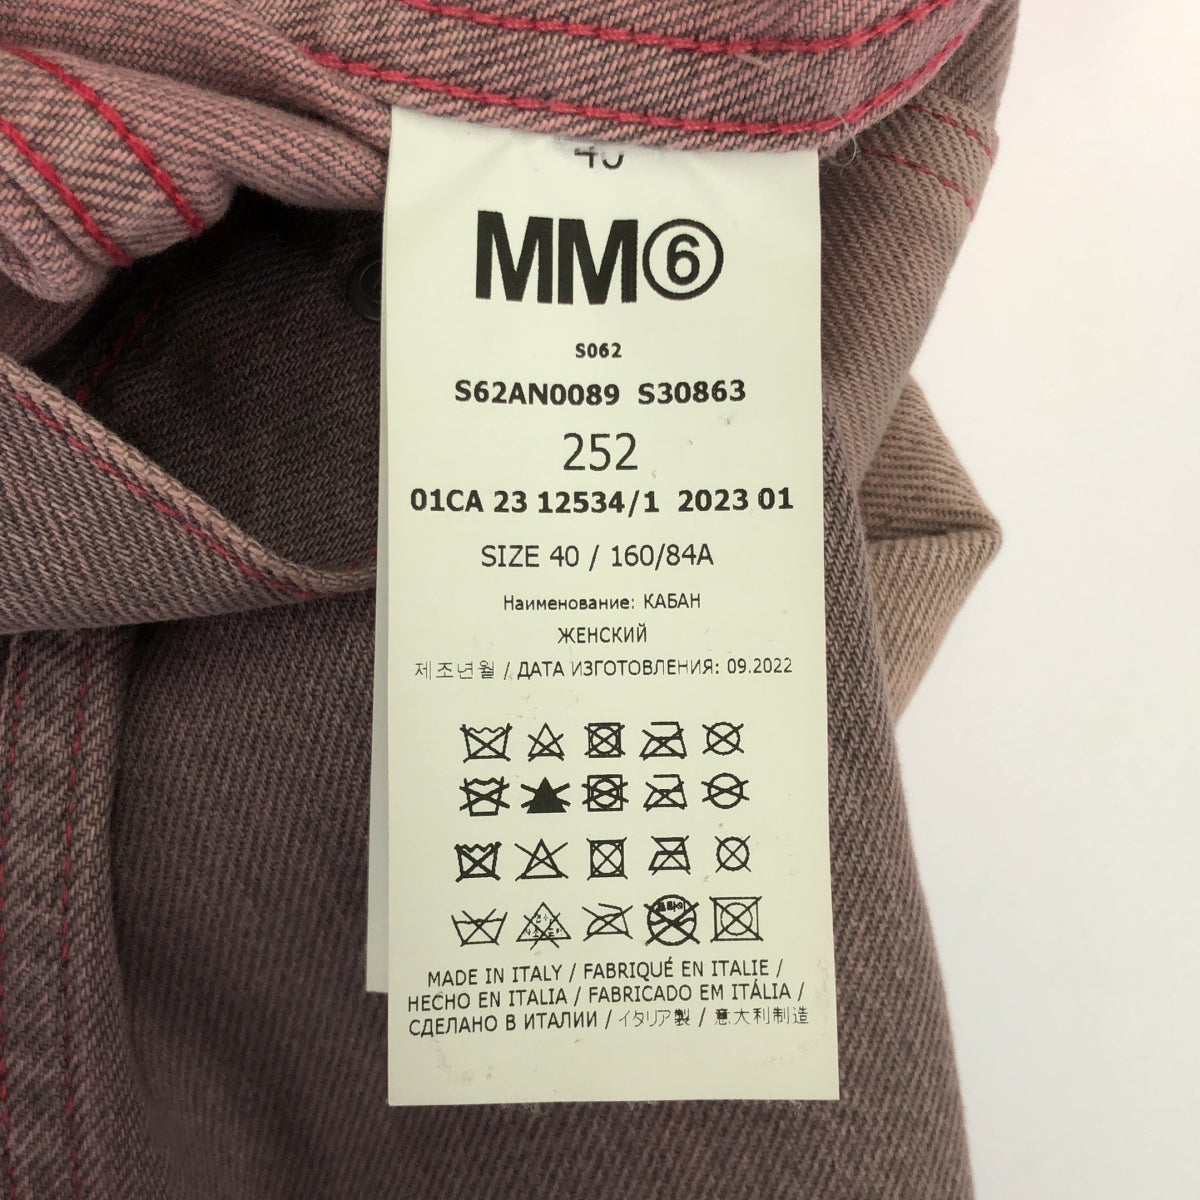 40
MM⑥
S062
S62AN0089 S30863
252
01CA 23 12534/1 2023 01
SIZE 40 / 160/84A
Наименование: КАБАН
ЖЕНСКИЙ
제조년월 / ДАТА ИЗГОТОВЛЕНИЯ: 09.2022
MADE IN ITALY / FABRIQUÉ EN ITALIE /
HECHO EN ITALIA / FABRICADO EM ITÁLIA /
СДЕЛАНО В ИТАЛИИ / イタリア製 / 意大利制造